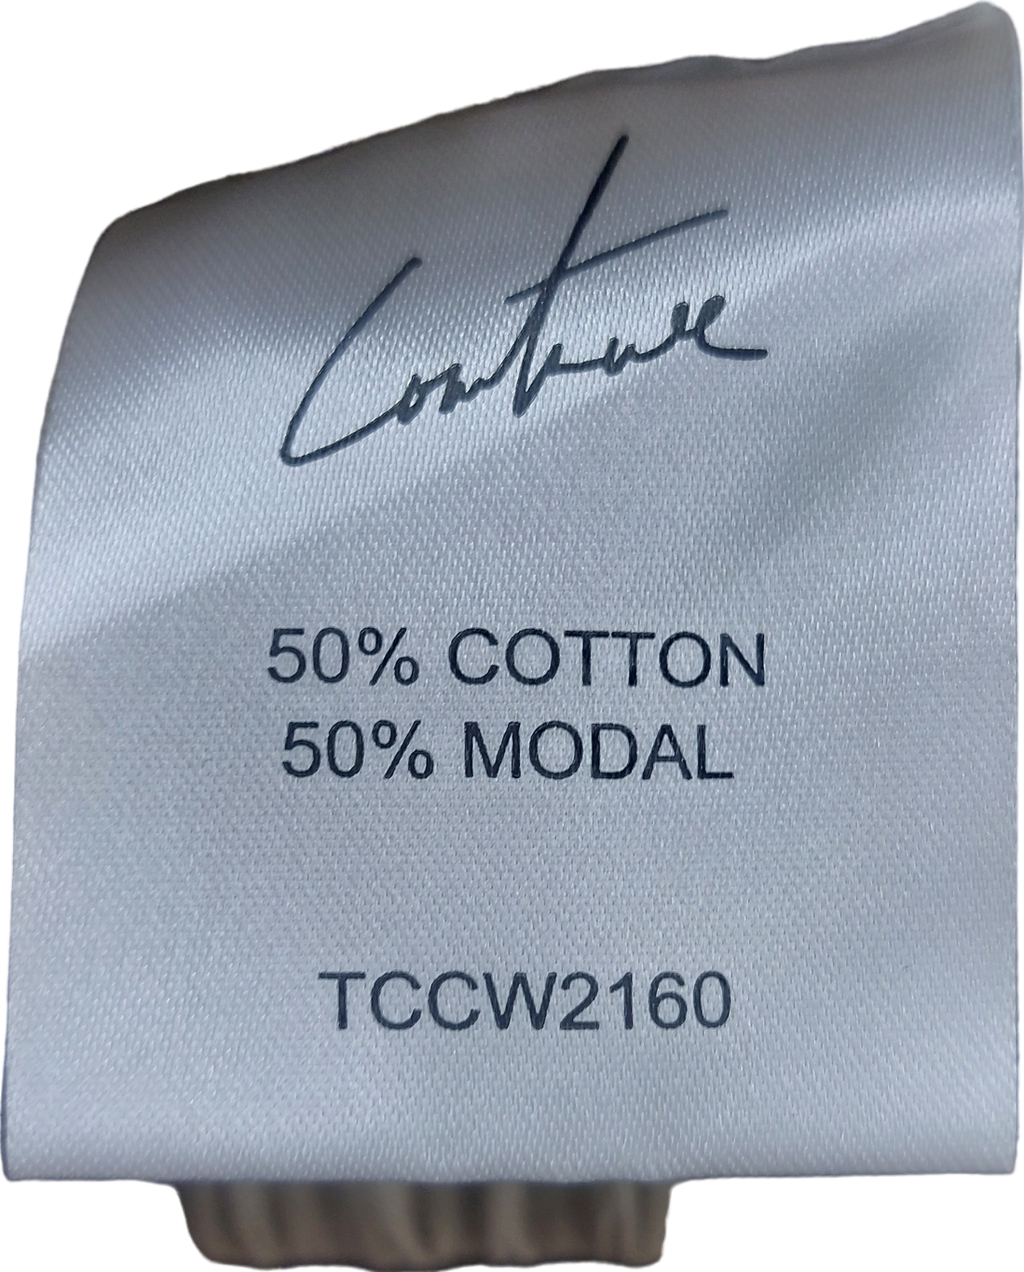 Couture
50% COTTON
50% MODAL
TCCW2160